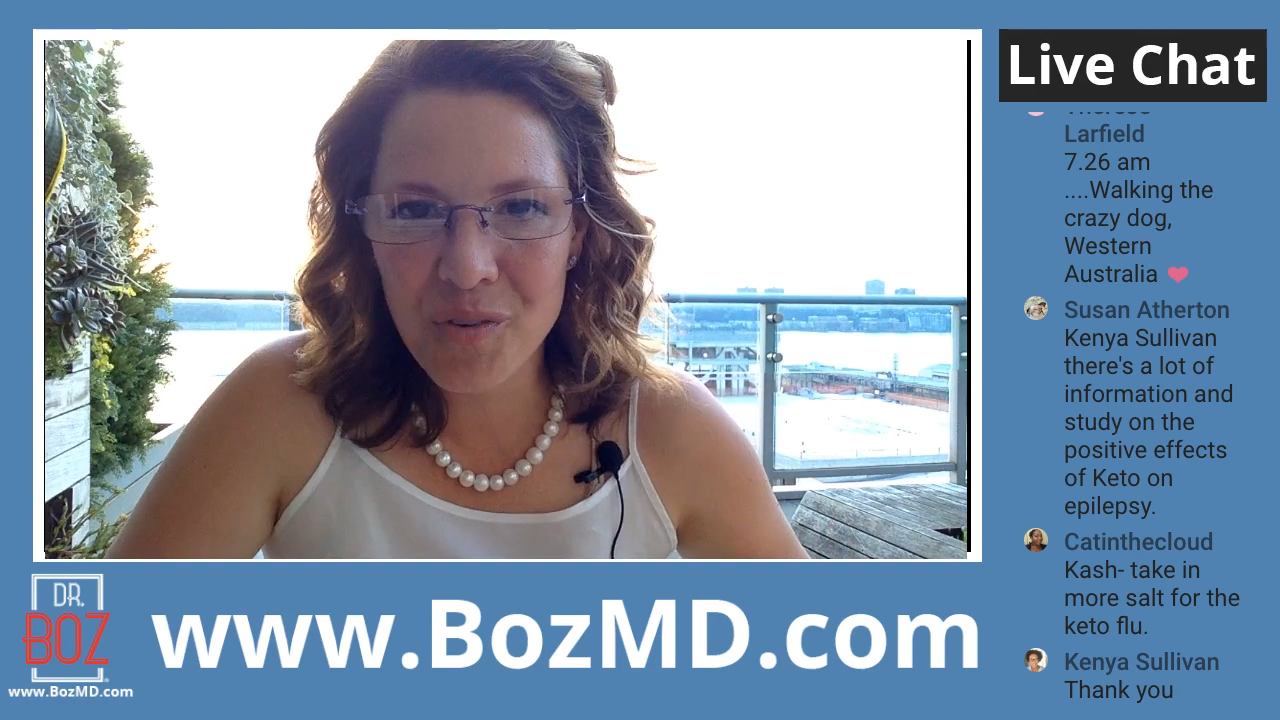 Live Chat
Larfield
7.26 am
....Walking the
crazy dog,
Western
Australia
Susan Atherton
Kenya Sullivan
there's a lot of
information and
study on the
positive effects
of Keto on
epilepsy.
Catinthecloud
Kash- take in
more salt for the
keto flu.
Kenya Sullivan
Thank you
DR.
BOZ
www.BozMD.com
www.BozMD.com